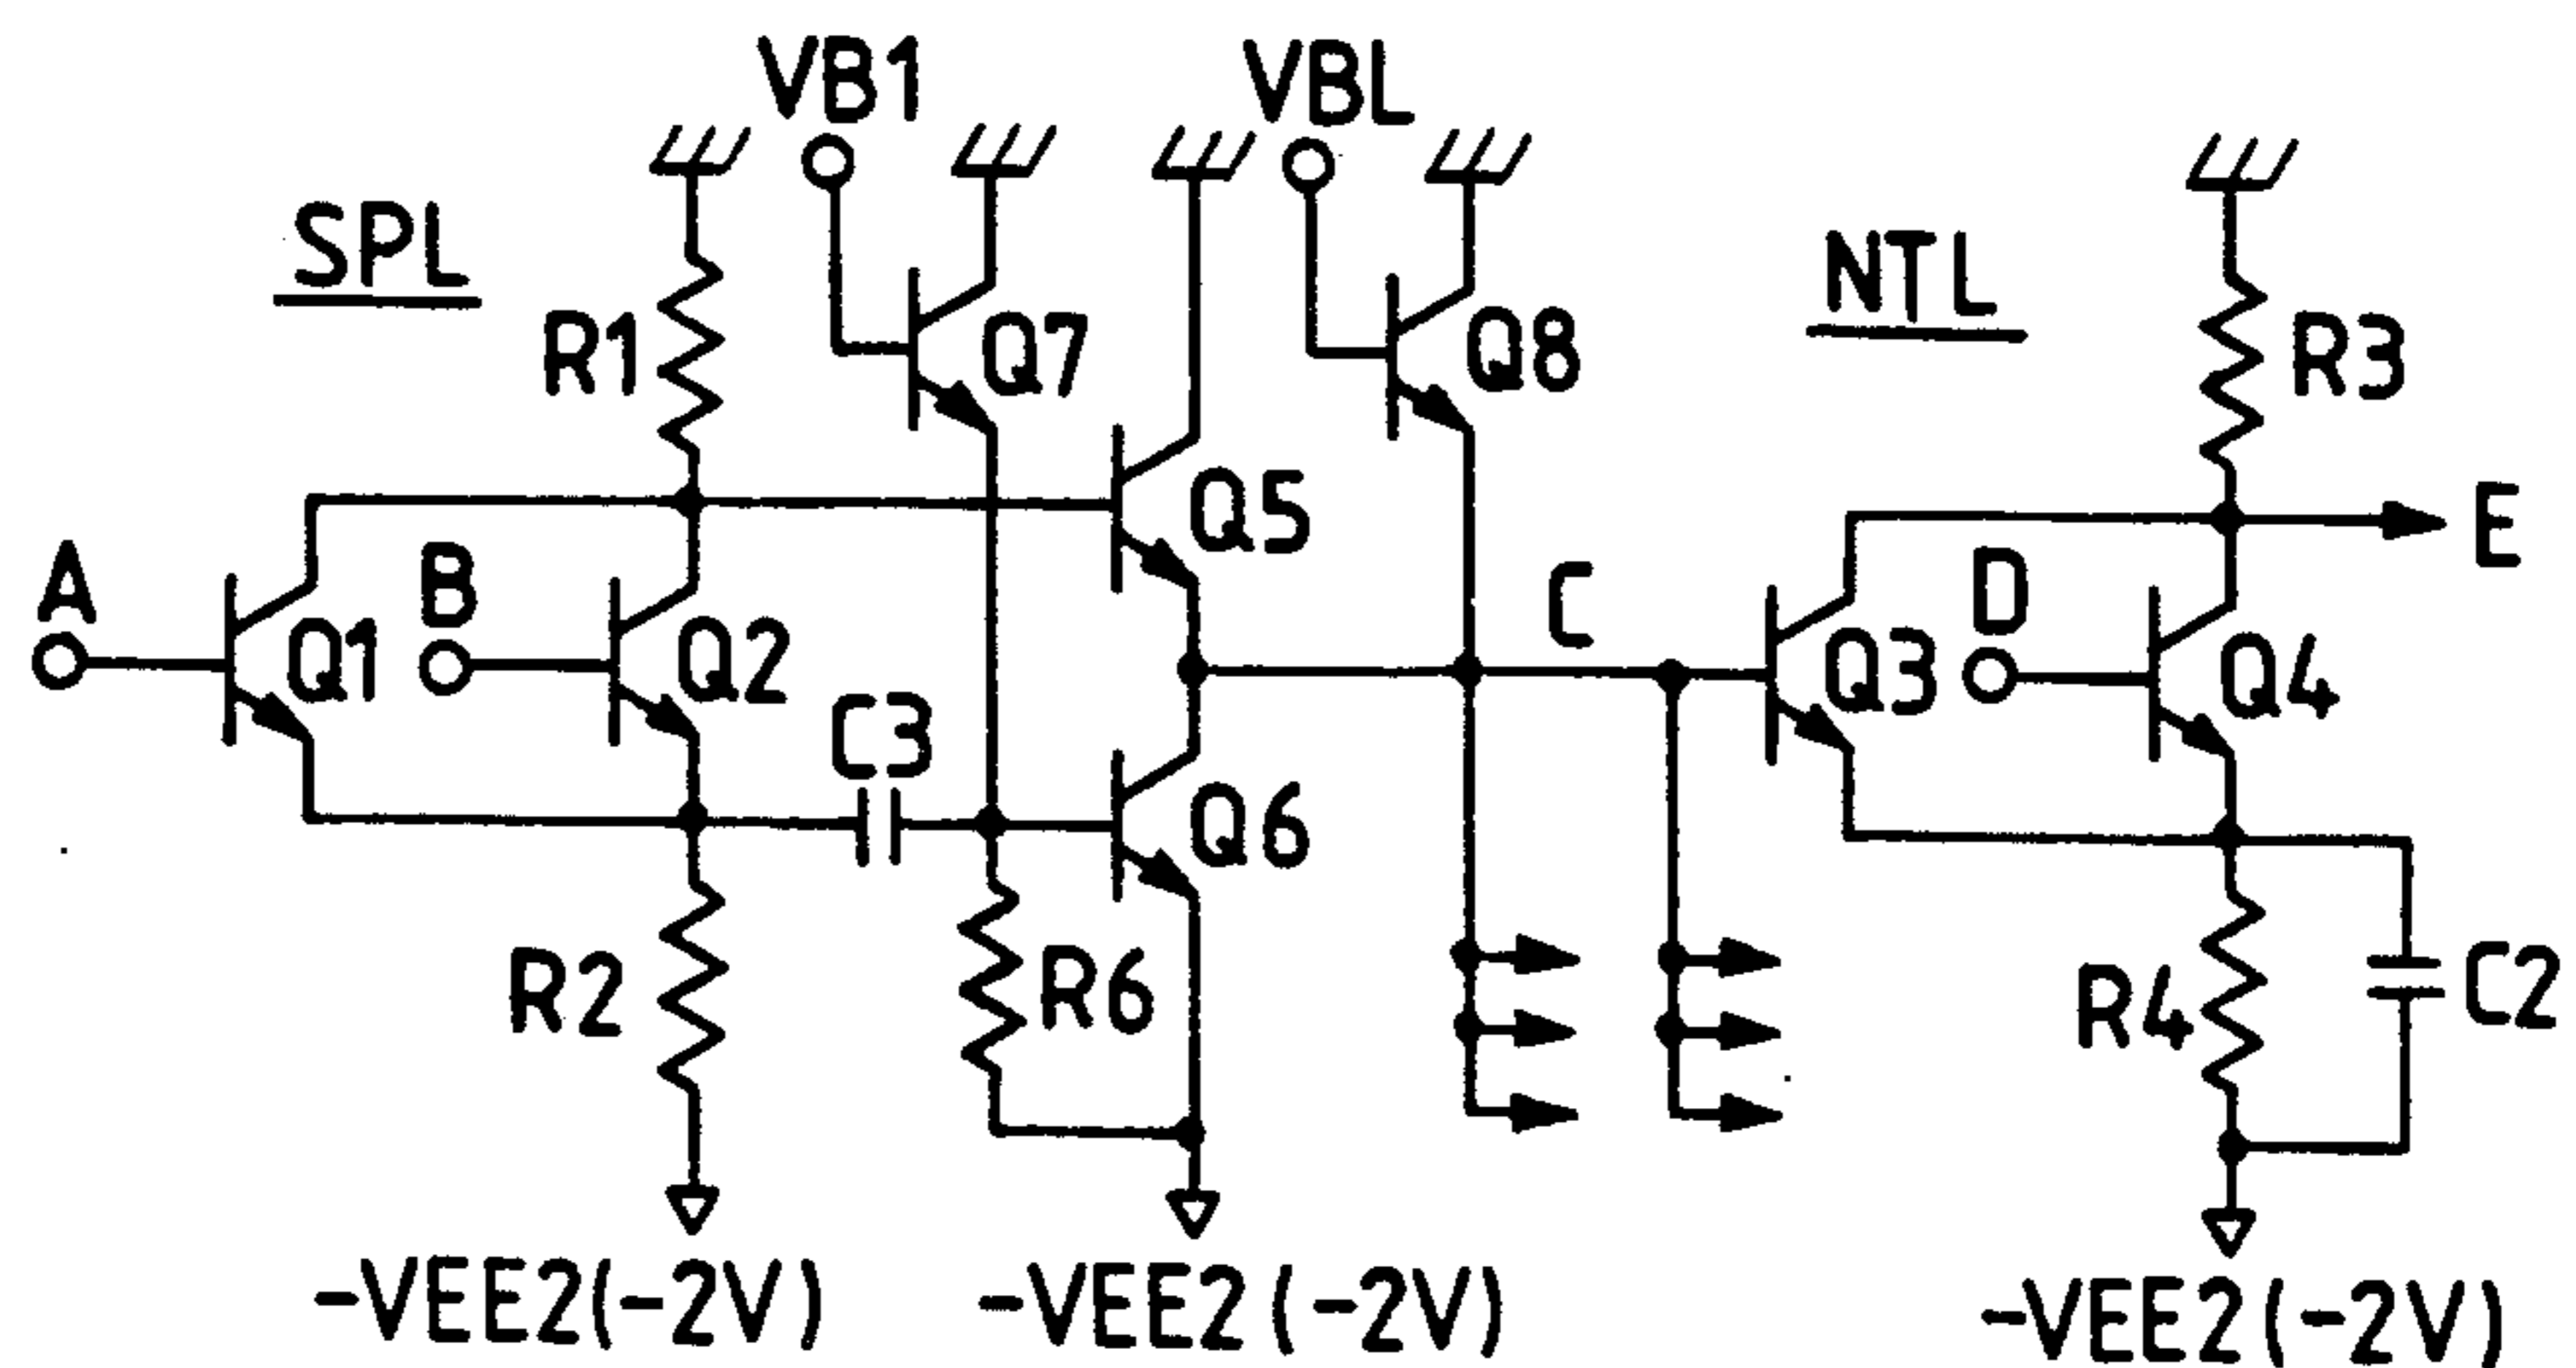 VB1
VBL
SPL
NTL
R1
Q7
Q8
R3
Q5
E
A
B
C
D
Q1
Q2
Q3
Q4
C3
Q6
R2
R6
R4
C2
-VEE2(-2V)
-VEE2(-2V)
-VEE2(-2V)